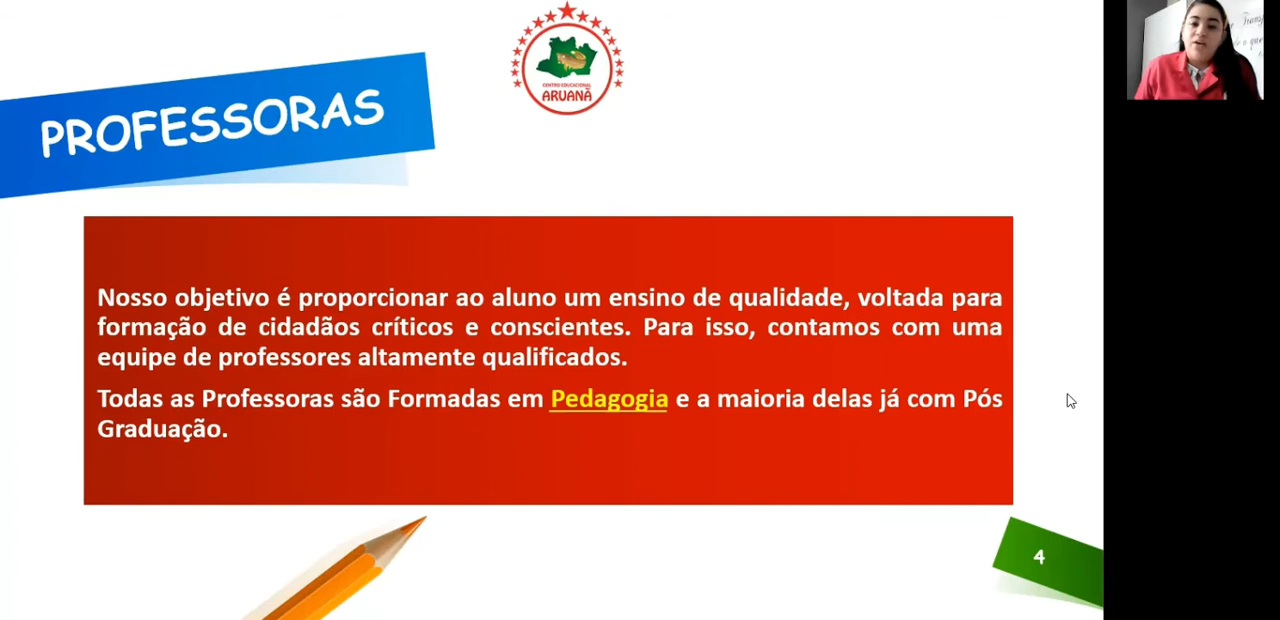 CENTRO EDUCACIONAL
ARUANÃ
PROFESSORAS
Nosso objetivo é proporcionar ao aluno um ensino de qualidade, voltada para
formação de cidadãos críticos e conscientes. Para isso, contamos com uma
equipe de professores altamente qualificados.
Todas as Professoras são Formadas em Pedagogia e a maioria delas já com Pós
Graduação.
4